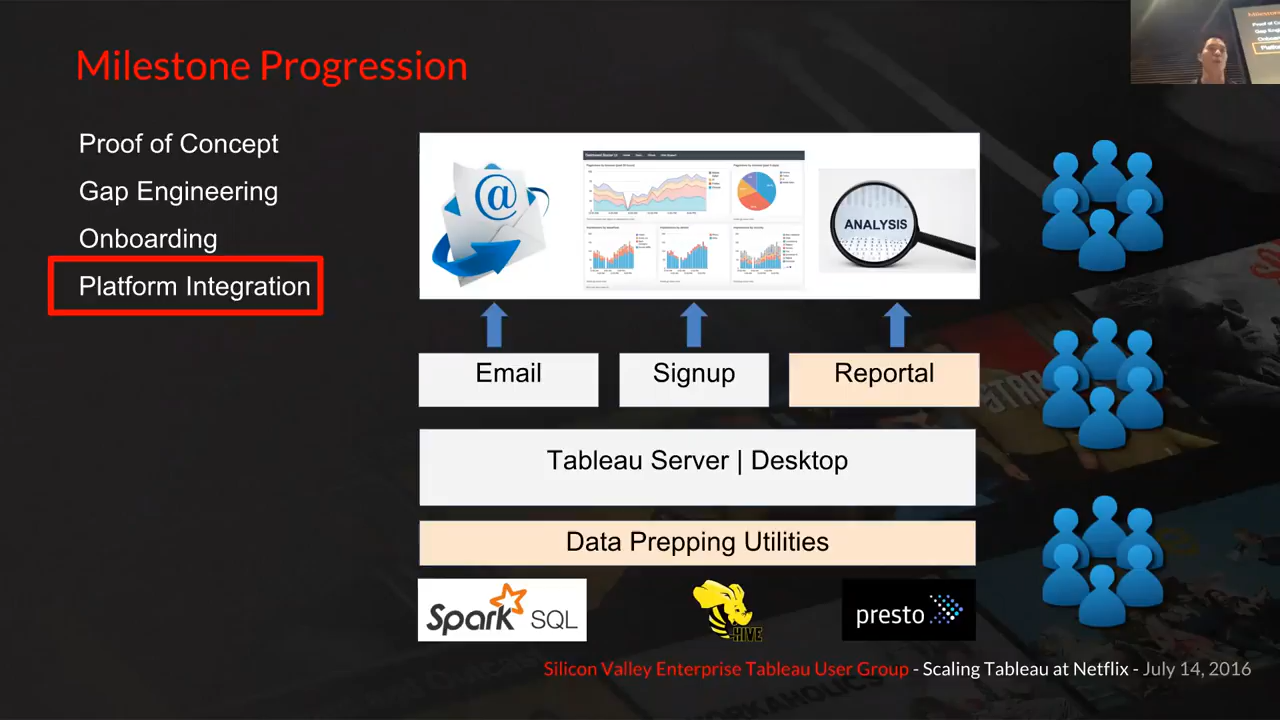 Milestone Progression
Proof of Concept
Gap Engineering
Onboarding
Platform Integration
@
ANALYSIS
Email
Signup
Reportal
Tableau Server | Desktop
Data Prepping Utilities
Spark SQL
HIVE
presto
Silicon Valley Enterprise Tableau User Group - Scaling Tableau at Netflix - July 14, 2016